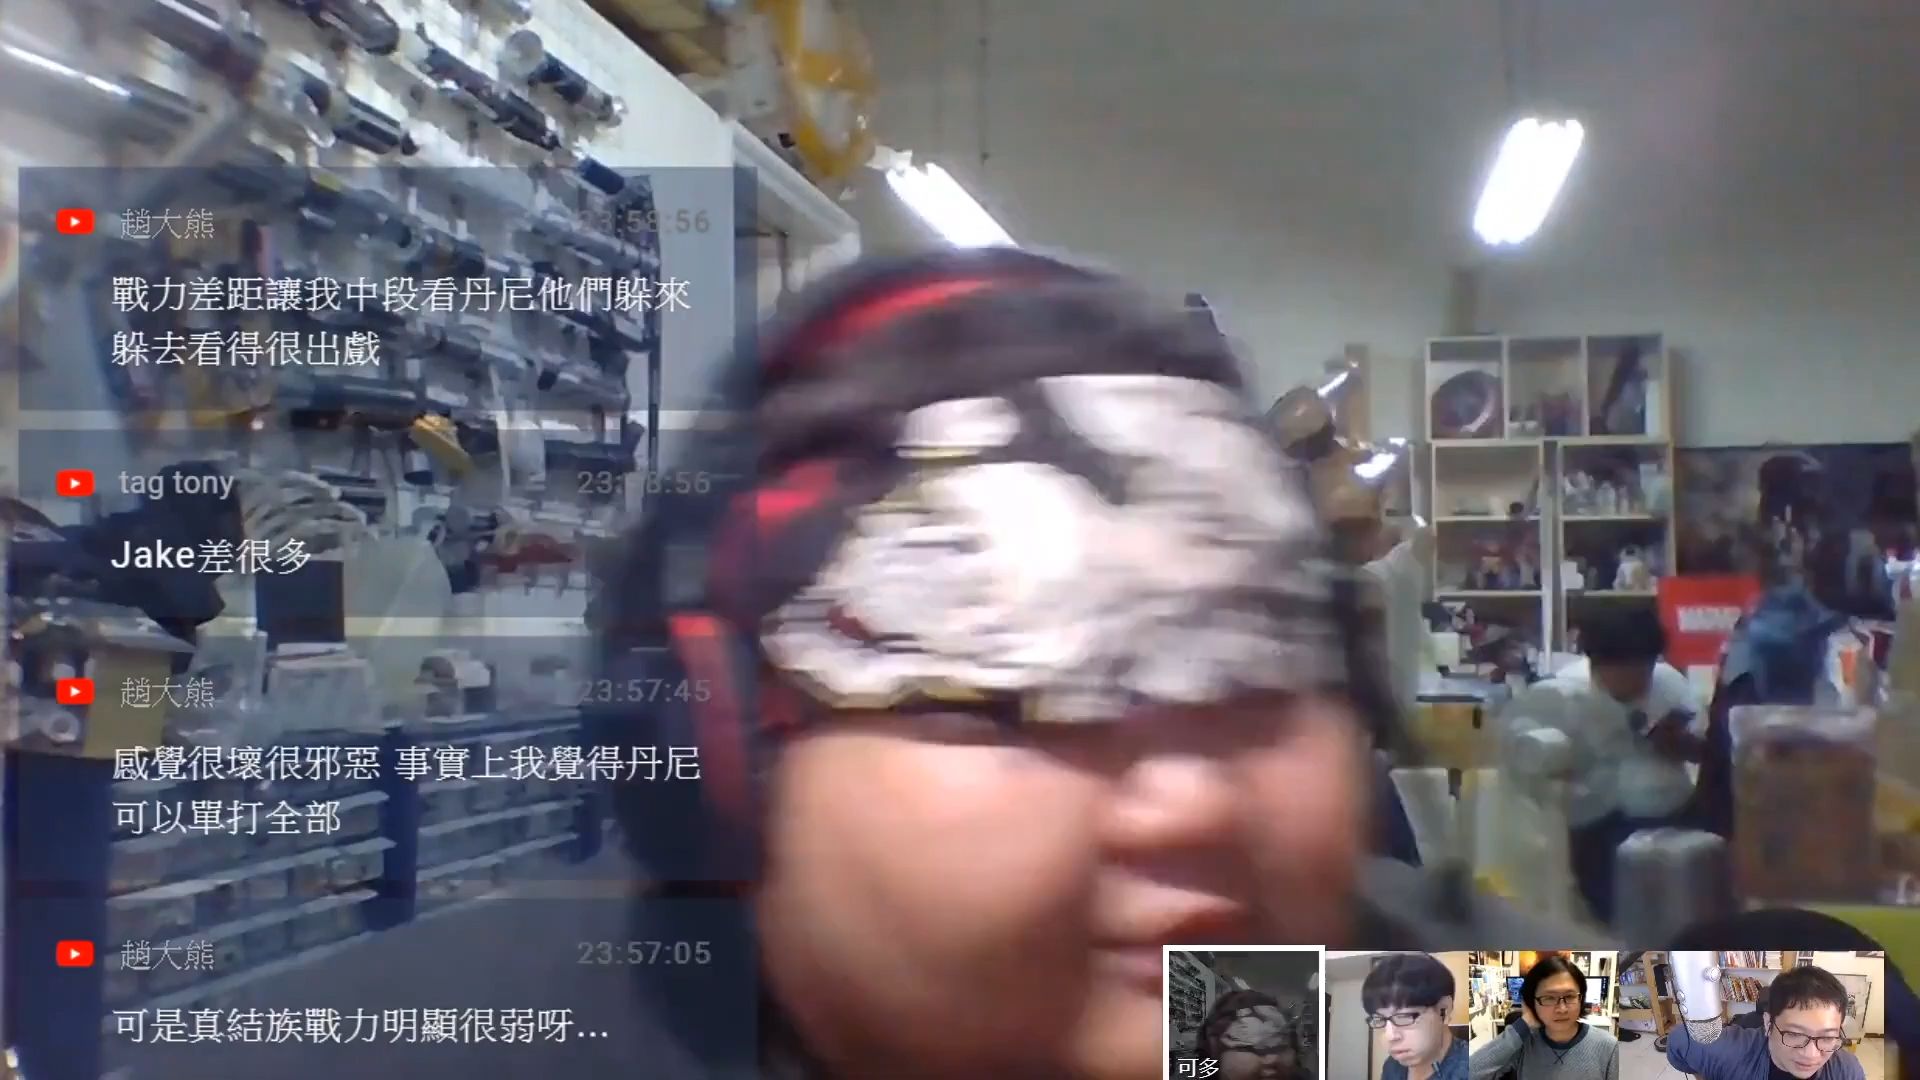 趙大熊 23:58:56
戰力差距讓我中段看丹尼他們躲來
躲去看得很出戲
tag tony 23:58:56
Jake差很多
趙大熊 23:57:45
感覺很壞很邪惡 事實上我覺得丹尼
可以單打全部
趙大熊 23:57:05
可是真結族戰力明顯很弱呀...
MARVEL
可多